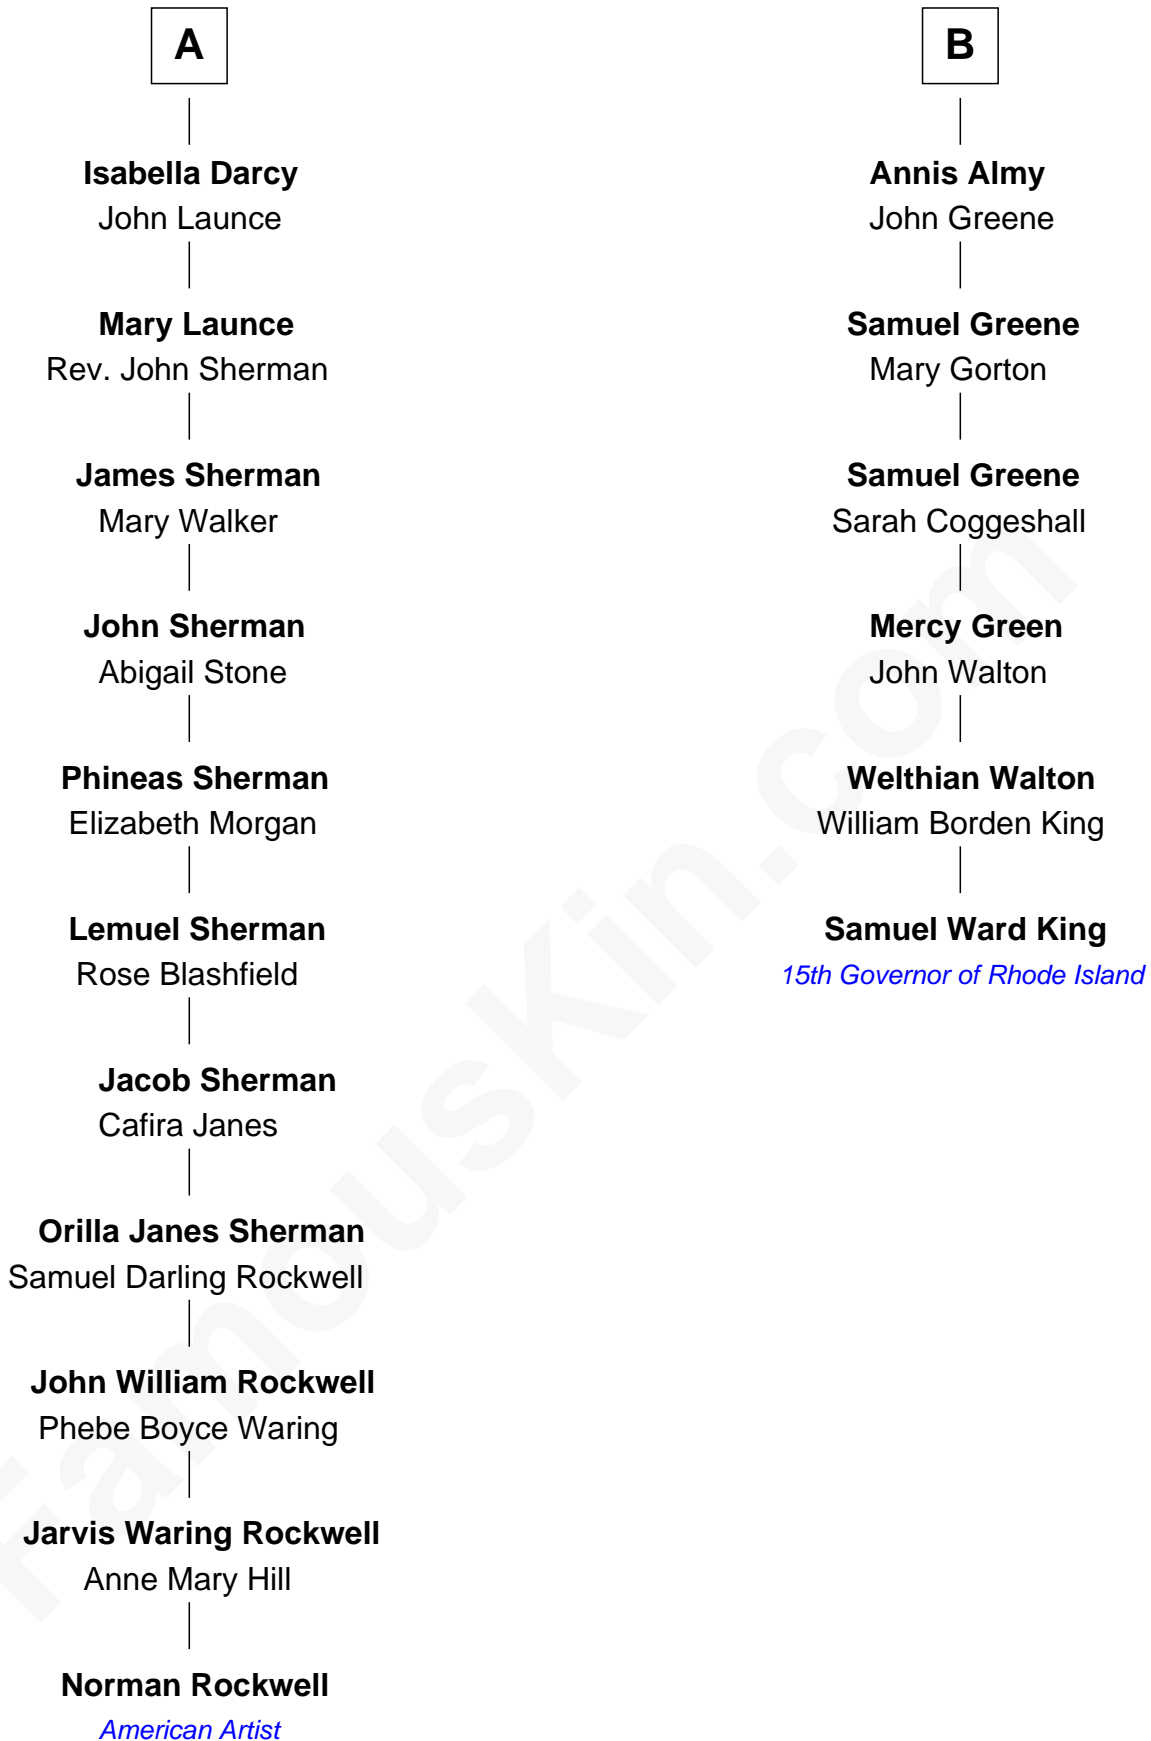 A
Isabella Darcy
John Launce
Mary Launce
Rev. John Sherman
James Sherman
Mary Walker
John Sherman
Abigail Stone
Phineas Sherman
Elizabeth Morgan
Lemuel Sherman
Rose Blashfield
Jacob Sherman
Cafira Janes
Orilla Janes Sherman
Samuel Darling Rockwell
John William Rockwell
Phebe Boyce Waring
Jarvis Waring Rockwell
Anne Mary Hill
Norman Rockwell
American Artist
B
Annis Almy
John Greene
Samuel Greene
Mary Gorton
Samuel Greene
Sarah Coggeshall
Mercy Green
John Walton
Welthian Walton
William Borden King
Samuel Ward King
15th Governor of Rhode Island
FamousKin.com